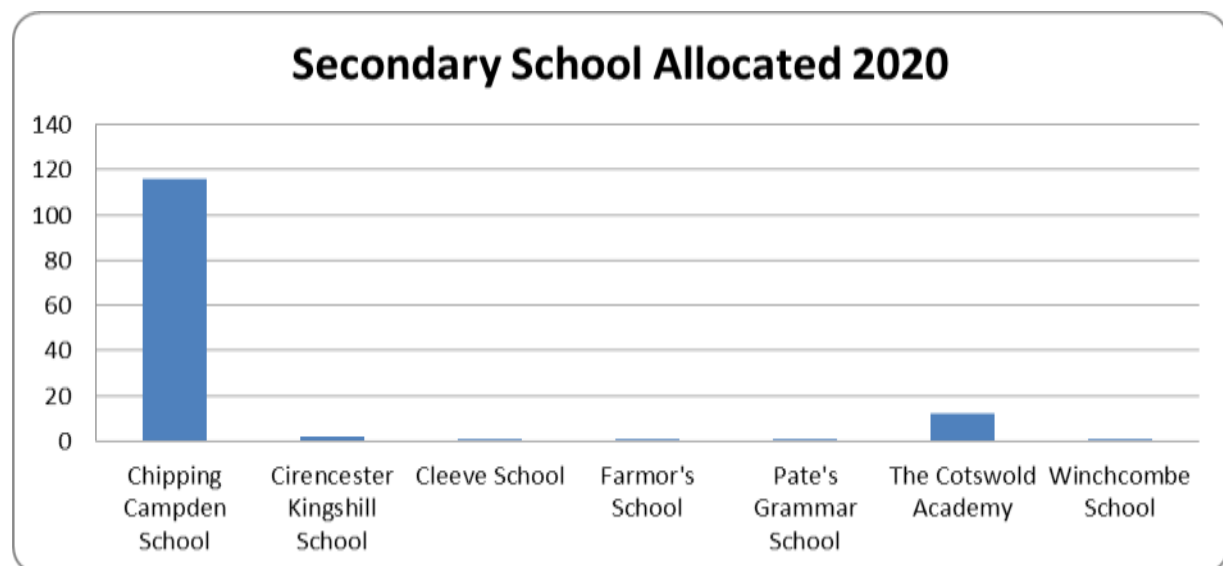 Secondary School Allocated 2020
140
120
100
80
60
40
20
0
Chipping
Campden
School
Cirencester
Kingshill
School
Cleeve School
Farmor's
School
Pate's
Grammar
School
The Cotswold
Academy
Winchcombe
School